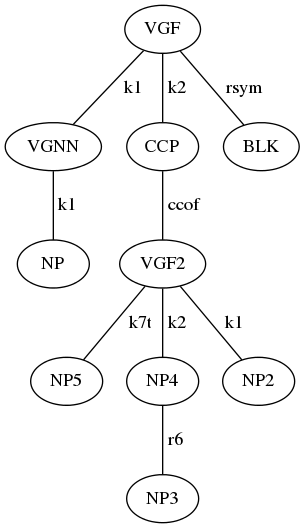 VGF
k1 k2 rsym
VGNN CCP BLK
k1 ccof
NP VGF2
k7t k2 k1
NP5 NP4 NP2
r6
NP3